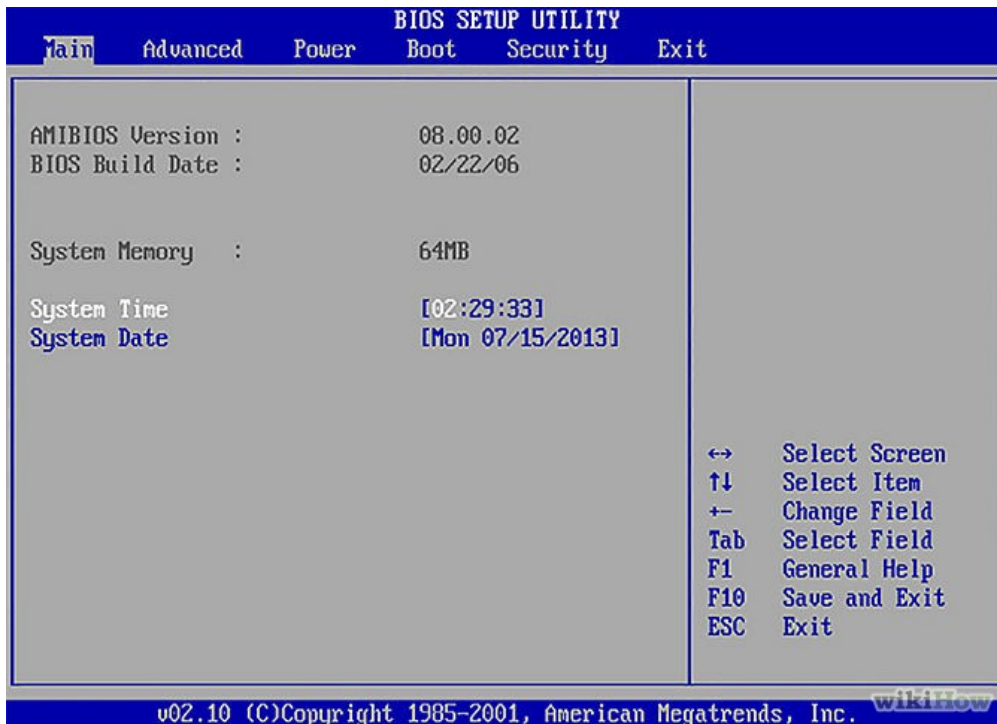 BIOS SETUP UTILITY
Main Advanced Power Boot Security Exit
AMIBIOS Version : 08.00.02
BIOS Build Date : 02/22/06
System Memory : 64MB
System Time [02:29:33]
System Date [Mon 07/15/2013]
↔ Select Screen
↑↓ Select Item
+- Change Field
Tab Select Field
F1 General Help
F10 Save and Exit
ESC Exit
v02.10 (C)Copyright 1985-2001, American Megatrends, Inc.
wikiHow